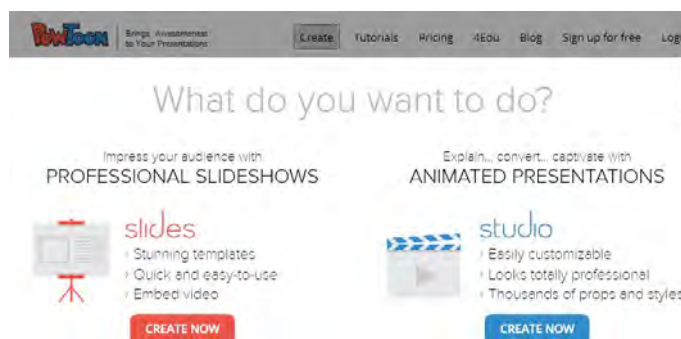 PowToon
Brings Awesomeness
to Your Presentations
Create Tutorials Pricing 4Edu Blog Sign up for free Logi
What do you want to do?
Impress your audience with
PROFESSIONAL SLIDESHOWS
slides
› Stunning templates
› Quick and easy-to-use
› Embed video
CREATE NOW
Explain... convert... captivate with
ANIMATED PRESENTATIONS
studio
› Easily customizable
› Looks totally professional
› Thousands of props and styles
CREATE NOW